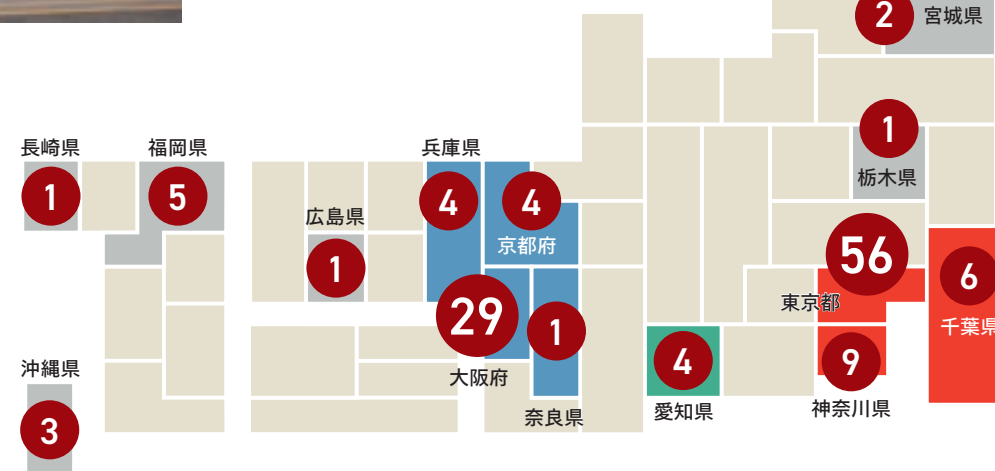 2
宮城県
1
栃木県
長崎県
1
福岡県
5
広島県
1
兵庫県
4
4
京都府
29
大阪府
1
奈良県
56
東京都
6
千葉県
4
愛知県
9
神奈川県
沖縄県
3